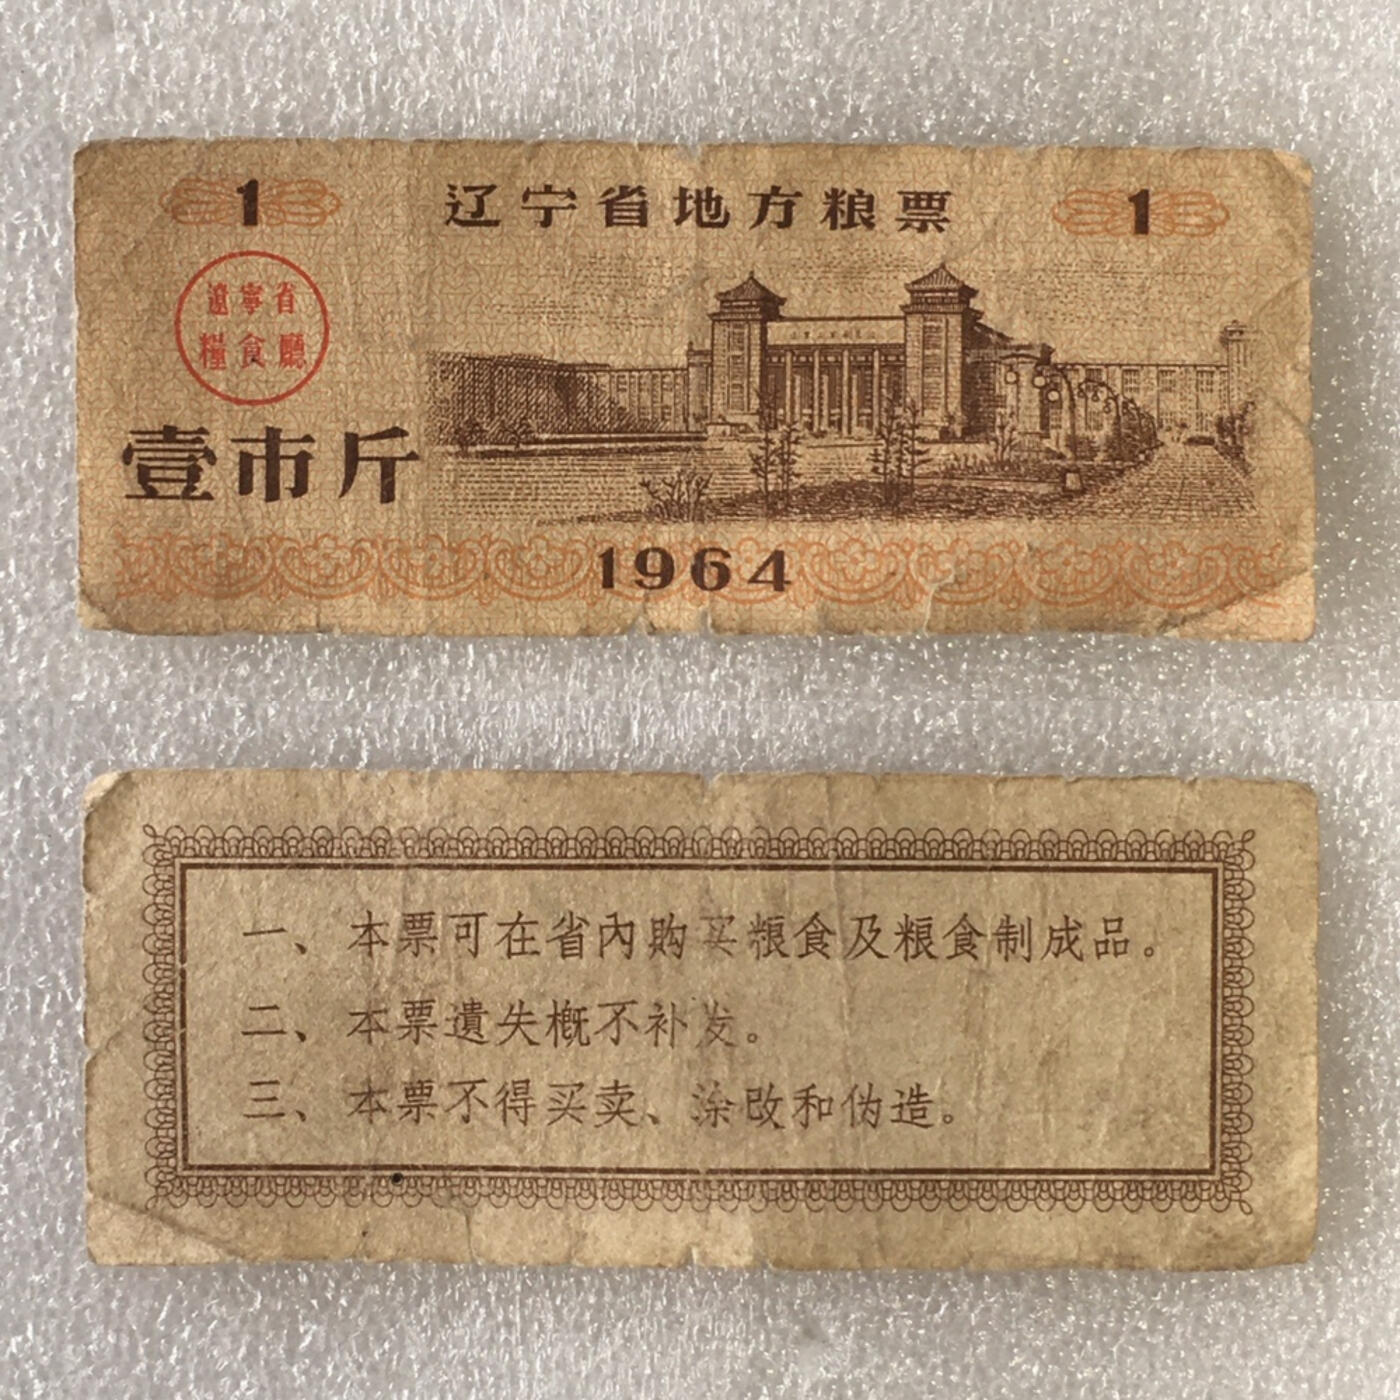 1 辽宁省地方粮票 1
遼寧省
糧食廳
壹市斤
1964
一、本票可在省內购买粮食及粮食制成品。
二、本票遺失概不补发。
三、本票不得买卖、涂改和伪造。